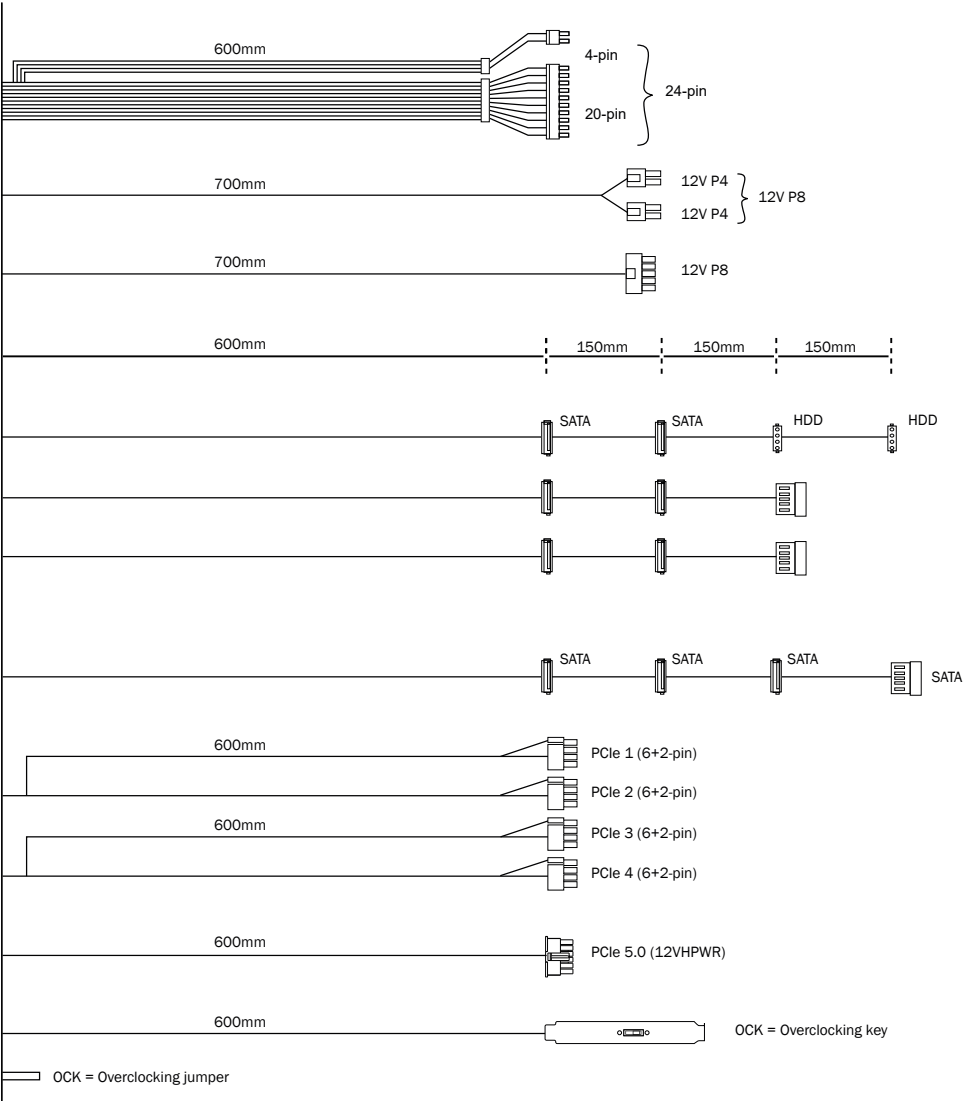 600mm
4-pin
24-pin
20-pin
700mm
12V P4
12V P8
12V P4
700mm
12V P8
600mm
150mm 150mm 150mm
SATA SATA HDD HDD
SATA SATA SATA
SATA
600mm
PCIe 1 (6+2-pin)
PCIe 2 (6+2-pin)
600mm
PCIe 3 (6+2-pin)
PCIe 4 (6+2-pin)
600mm
PCIe 5.0 (12VHPWR)
600mm
OCK = Overclocking key
OCK = Overclocking jumper